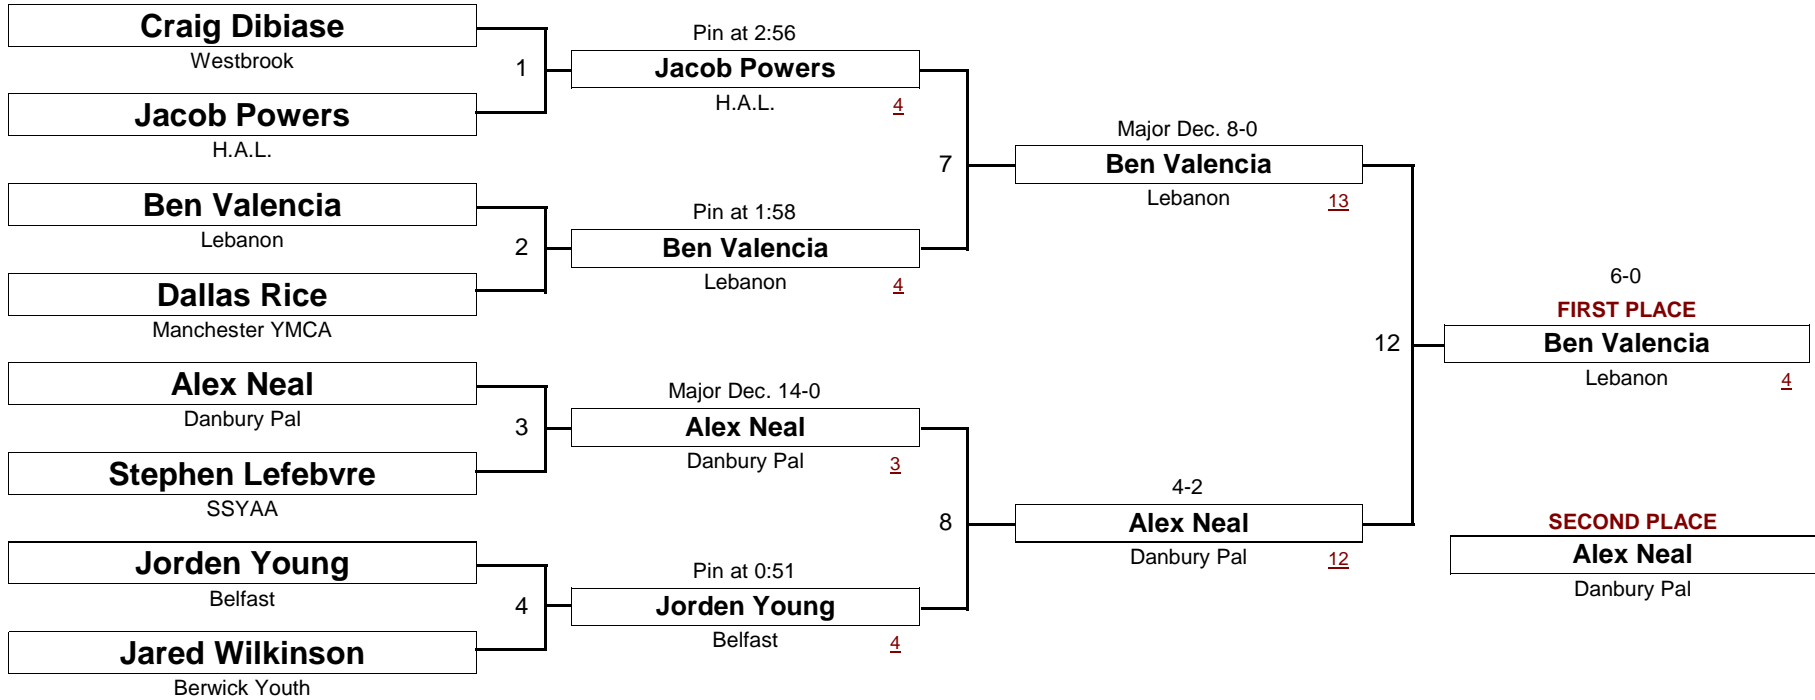 Craig Dibiase
Westbrook
1
Jacob Powers
H.A.L.
Ben Valencia
Lebanon
2
Dallas Rice
Manchester YMCA
Alex Neal
Danbury Pal
3
Stephen Lefebvre
SSYAA
Jorden Young
Belfast
4
Jared Wilkinson
Berwick Youth
Pin at 2:56
Jacob Powers
H.A.L. 4
7
Pin at 1:58
Ben Valencia
Lebanon 4
Major Dec. 14-0
Alex Neal
Danbury Pal 3
8
Pin at 0:51
Jorden Young
Belfast 4
Major Dec. 8-0
Ben Valencia
Lebanon 13
12
4-2
Alex Neal
Danbury Pal 12
6-0
FIRST PLACE
Ben Valencia
Lebanon 4
SECOND PLACE
Alex Neal
Danbury Pal